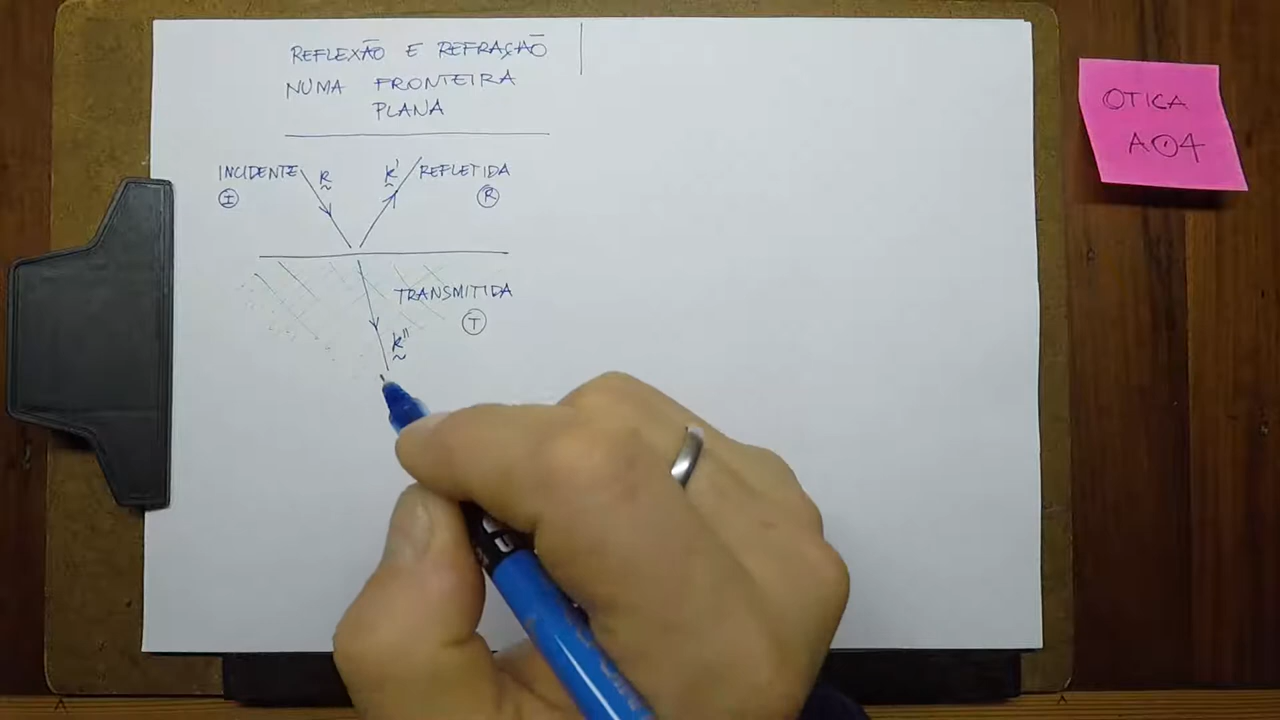 REFLEXÃO E REFRAÇÃO
NUMA FRONTEIRA
PLANA
INCIDENTE k k' REFLETIDA
I R
TRANSMITIDA
T
k"
OTICA
A04